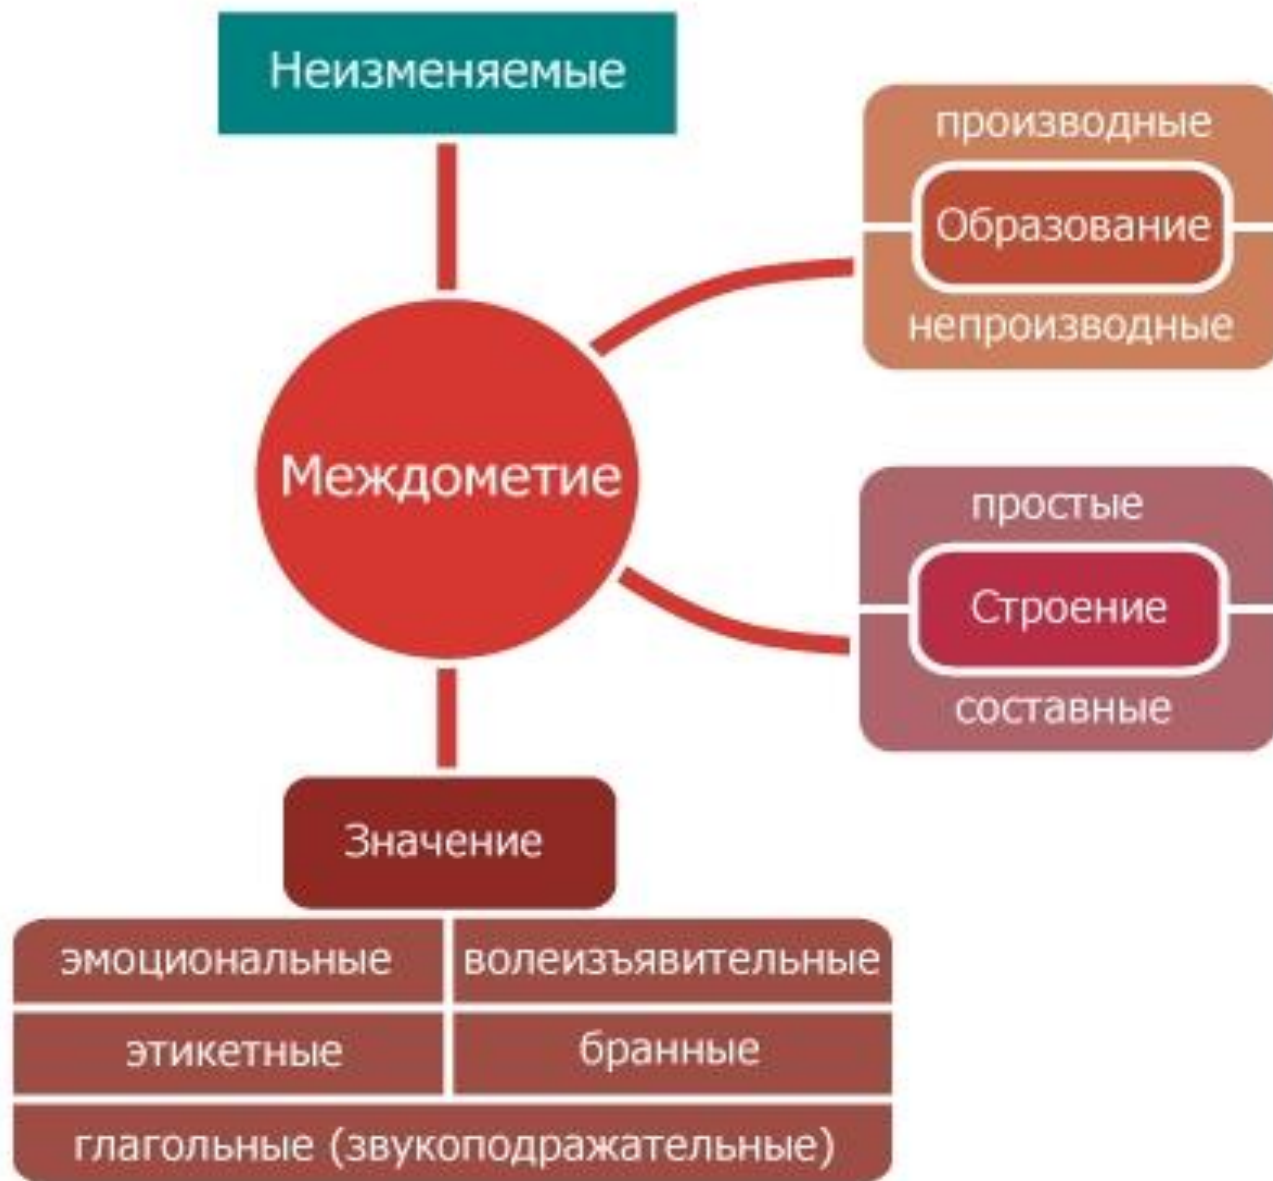 Неизменяемые
производные
Образование
непроизводные
Междометие
простые
Строение
составные
Значение
эмоциональные
волеизъявительные
этикетные
бранные
глагольные (звукоподражательные)